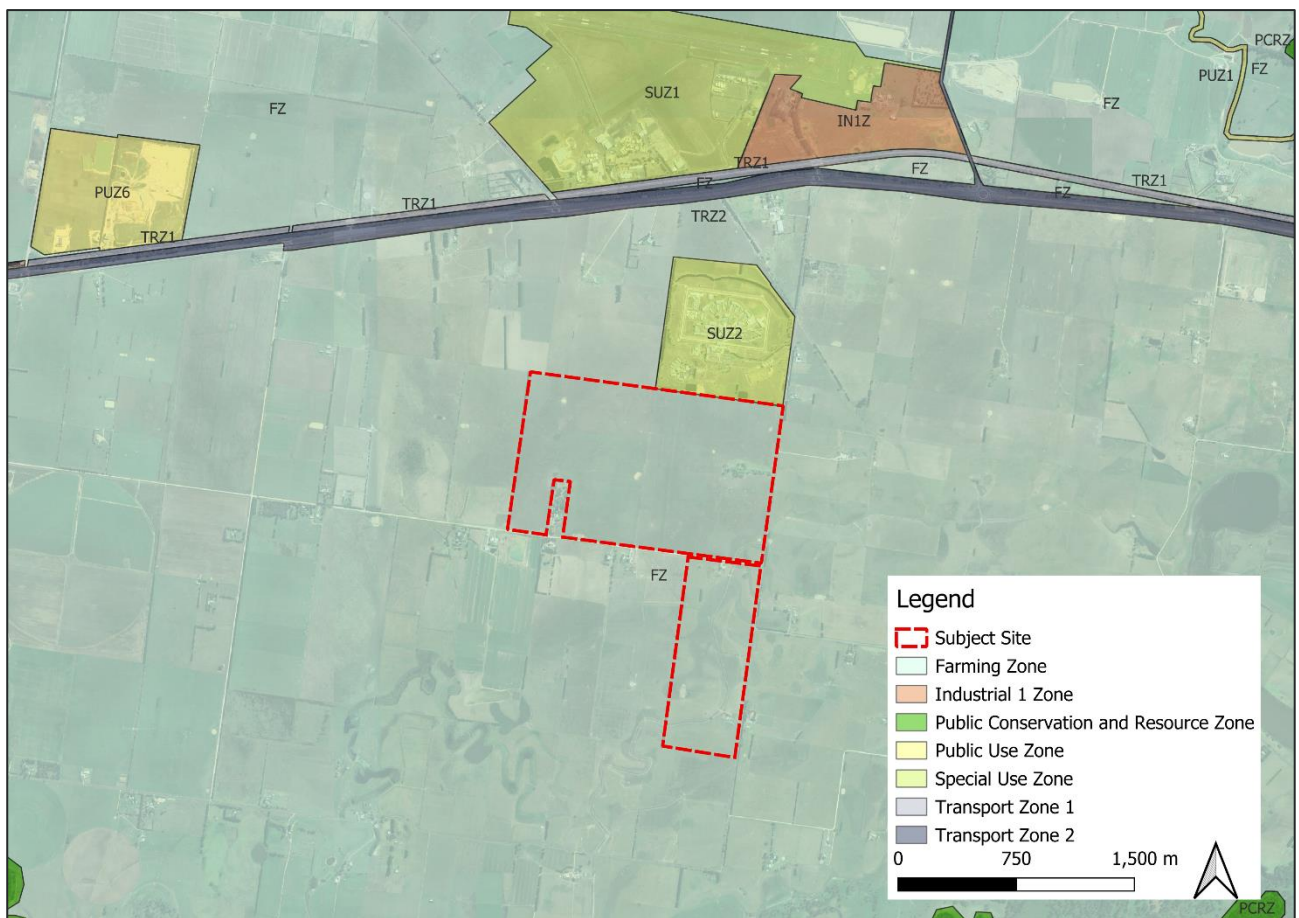 PCRZ
PUZ1
FZ
FZ
SUZ1
FZ
IN1Z
TRZ1
FZ
FZ
TRZ1
PUZ6
TRZ1
FZ
TRZ1
TRZ2
SUZ2
FZ
Legend
Subject Site
Farming Zone
Industrial 1 Zone
Public Conservation and Resource Zone
Public Use Zone
Special Use Zone
Transport Zone 1
Transport Zone 2
0 750 1,500 m
PCRZ